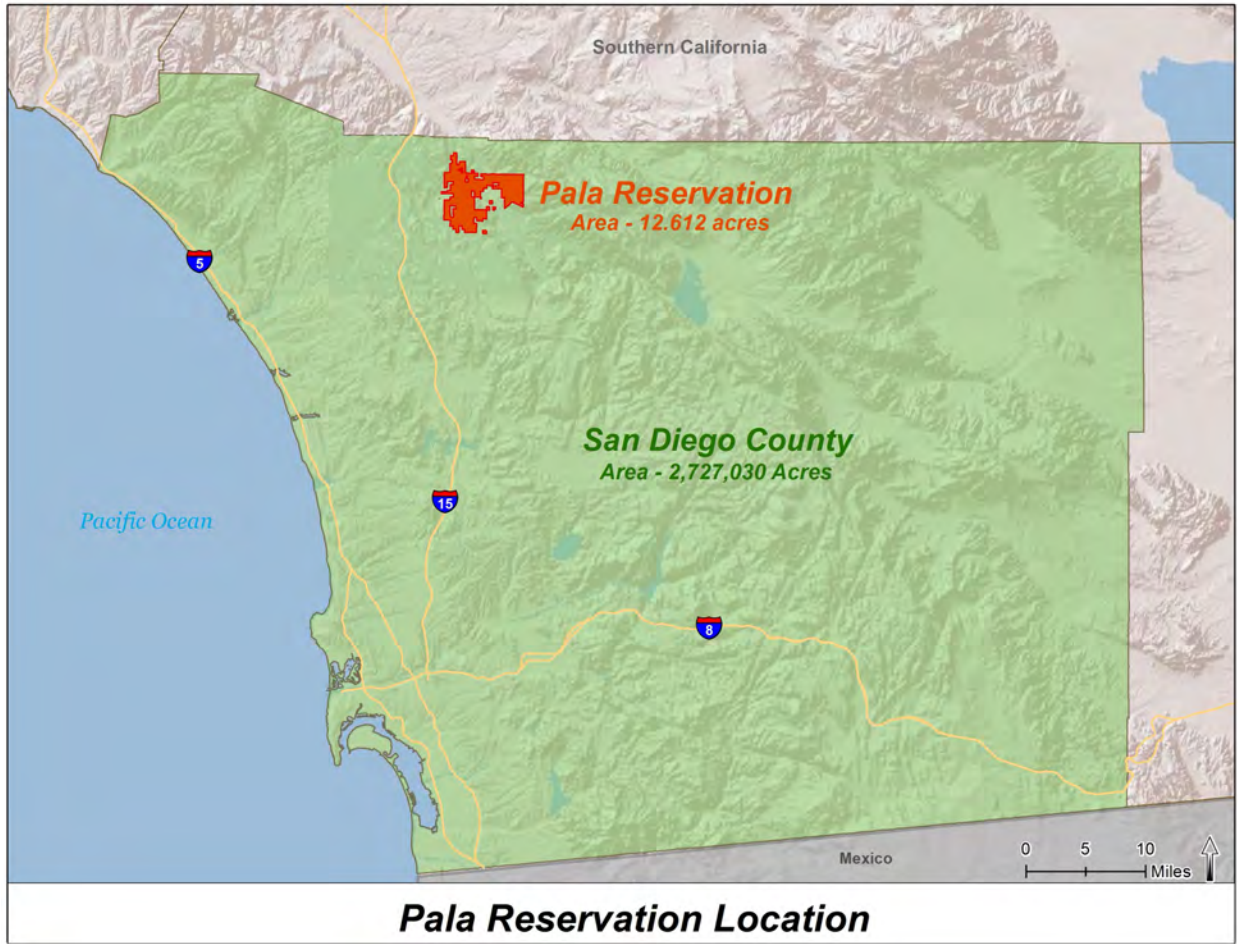 Southern California
Pala Reservation
Area - 12.612 acres
5
San Diego County
Area - 2,727,030 Acres
15
Pacific Ocean
8
Mexico
0 5 10
Miles
Pala Reservation Location